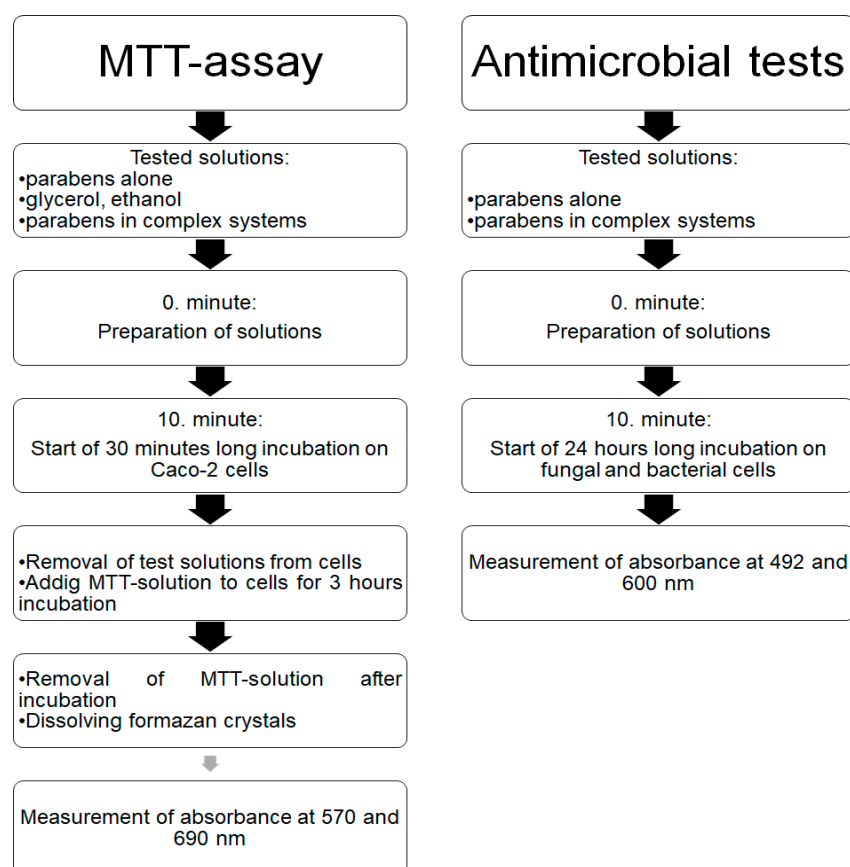 MTT-assay
Tested solutions:
•parabens alone
•glycerol, ethanol
•parabens in complex systems
0. minute:
Preparation of solutions
10. minute:
Start of 30 minutes long incubation on
Caco-2 cells
•Removal of test solutions from cells
•Addig MTT-solution to cells for 3 hours
incubation
•Removal of MTT-solution after
incubation
•Dissolving formazan crystals
Measurement of absorbance at 570 and
690 nm
Antimicrobial tests
Tested solutions:
•parabens alone
•parabens in complex systems
0. minute:
Preparation of solutions
10. minute:
Start of 24 hours long incubation on
fungal and bacterial cells
Measurement of absorbance at 492 and
600 nm